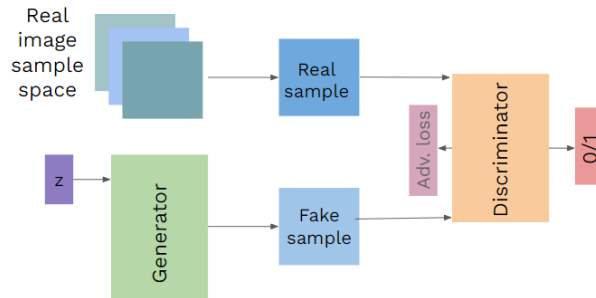 Real
image
sample
space
Real
sample
Adv. loss
Discriminator
0/1
z
Generator
Fake
sample